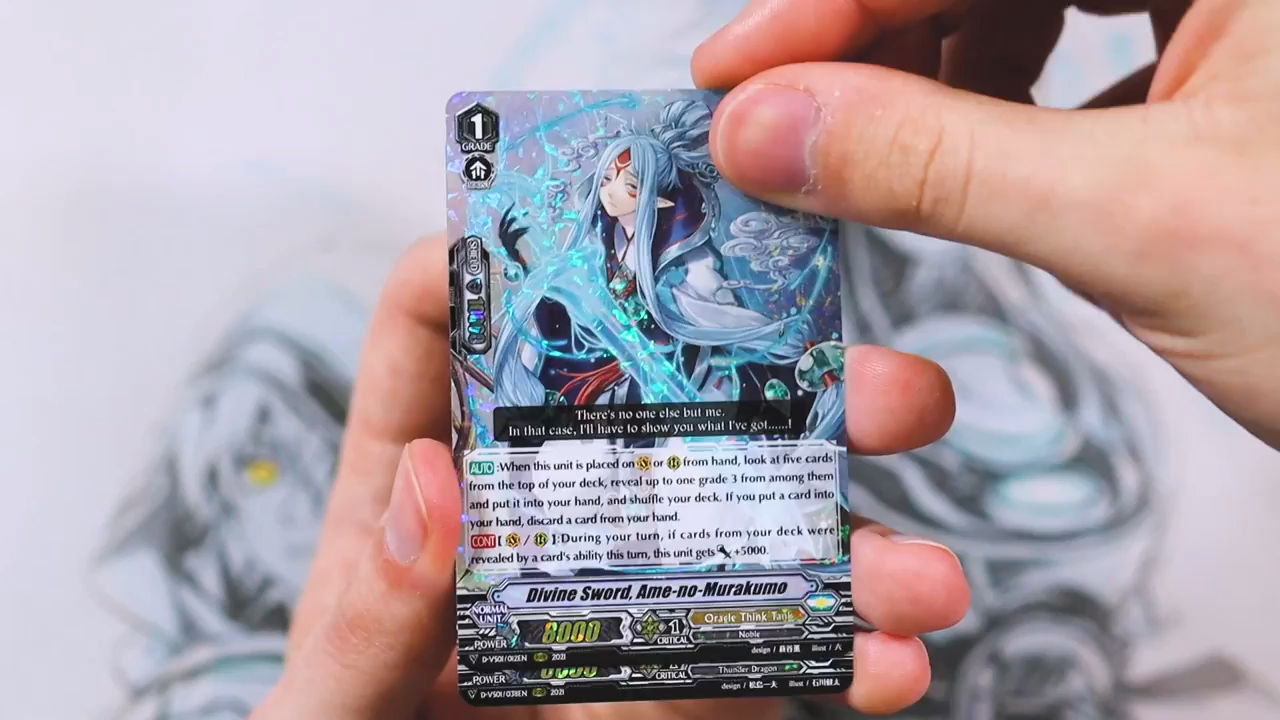 1
GRADE
BOOST
SHIELD
There's no one else but me.
In that case, I'll have to show you what I've got......!
AUTO :When this unit is placed on or from hand, look at five cards
from the top of your deck, reveal up to one grade 3 from among them
and put it into your hand, and shuffle your deck. If you put a card into
your hand, discard a card from your hand.
CONT [ / ]:During your turn, if cards from your deck were
revealed by a card's ability this turn, this unit gets +5000.
Divine Sword, Ame-no-Murakumo
NORMAL
UNIT
Oracle Think Tank
POWER 8000 1 CRITICAL
Noble
design / 萩谷薫 illust / 六
V D-VS01/012EN 2021
POWER CRITICAL Thunder Dragon
V D-VS01/031EN 2021 design / 松島一夫 illust / 石川健太